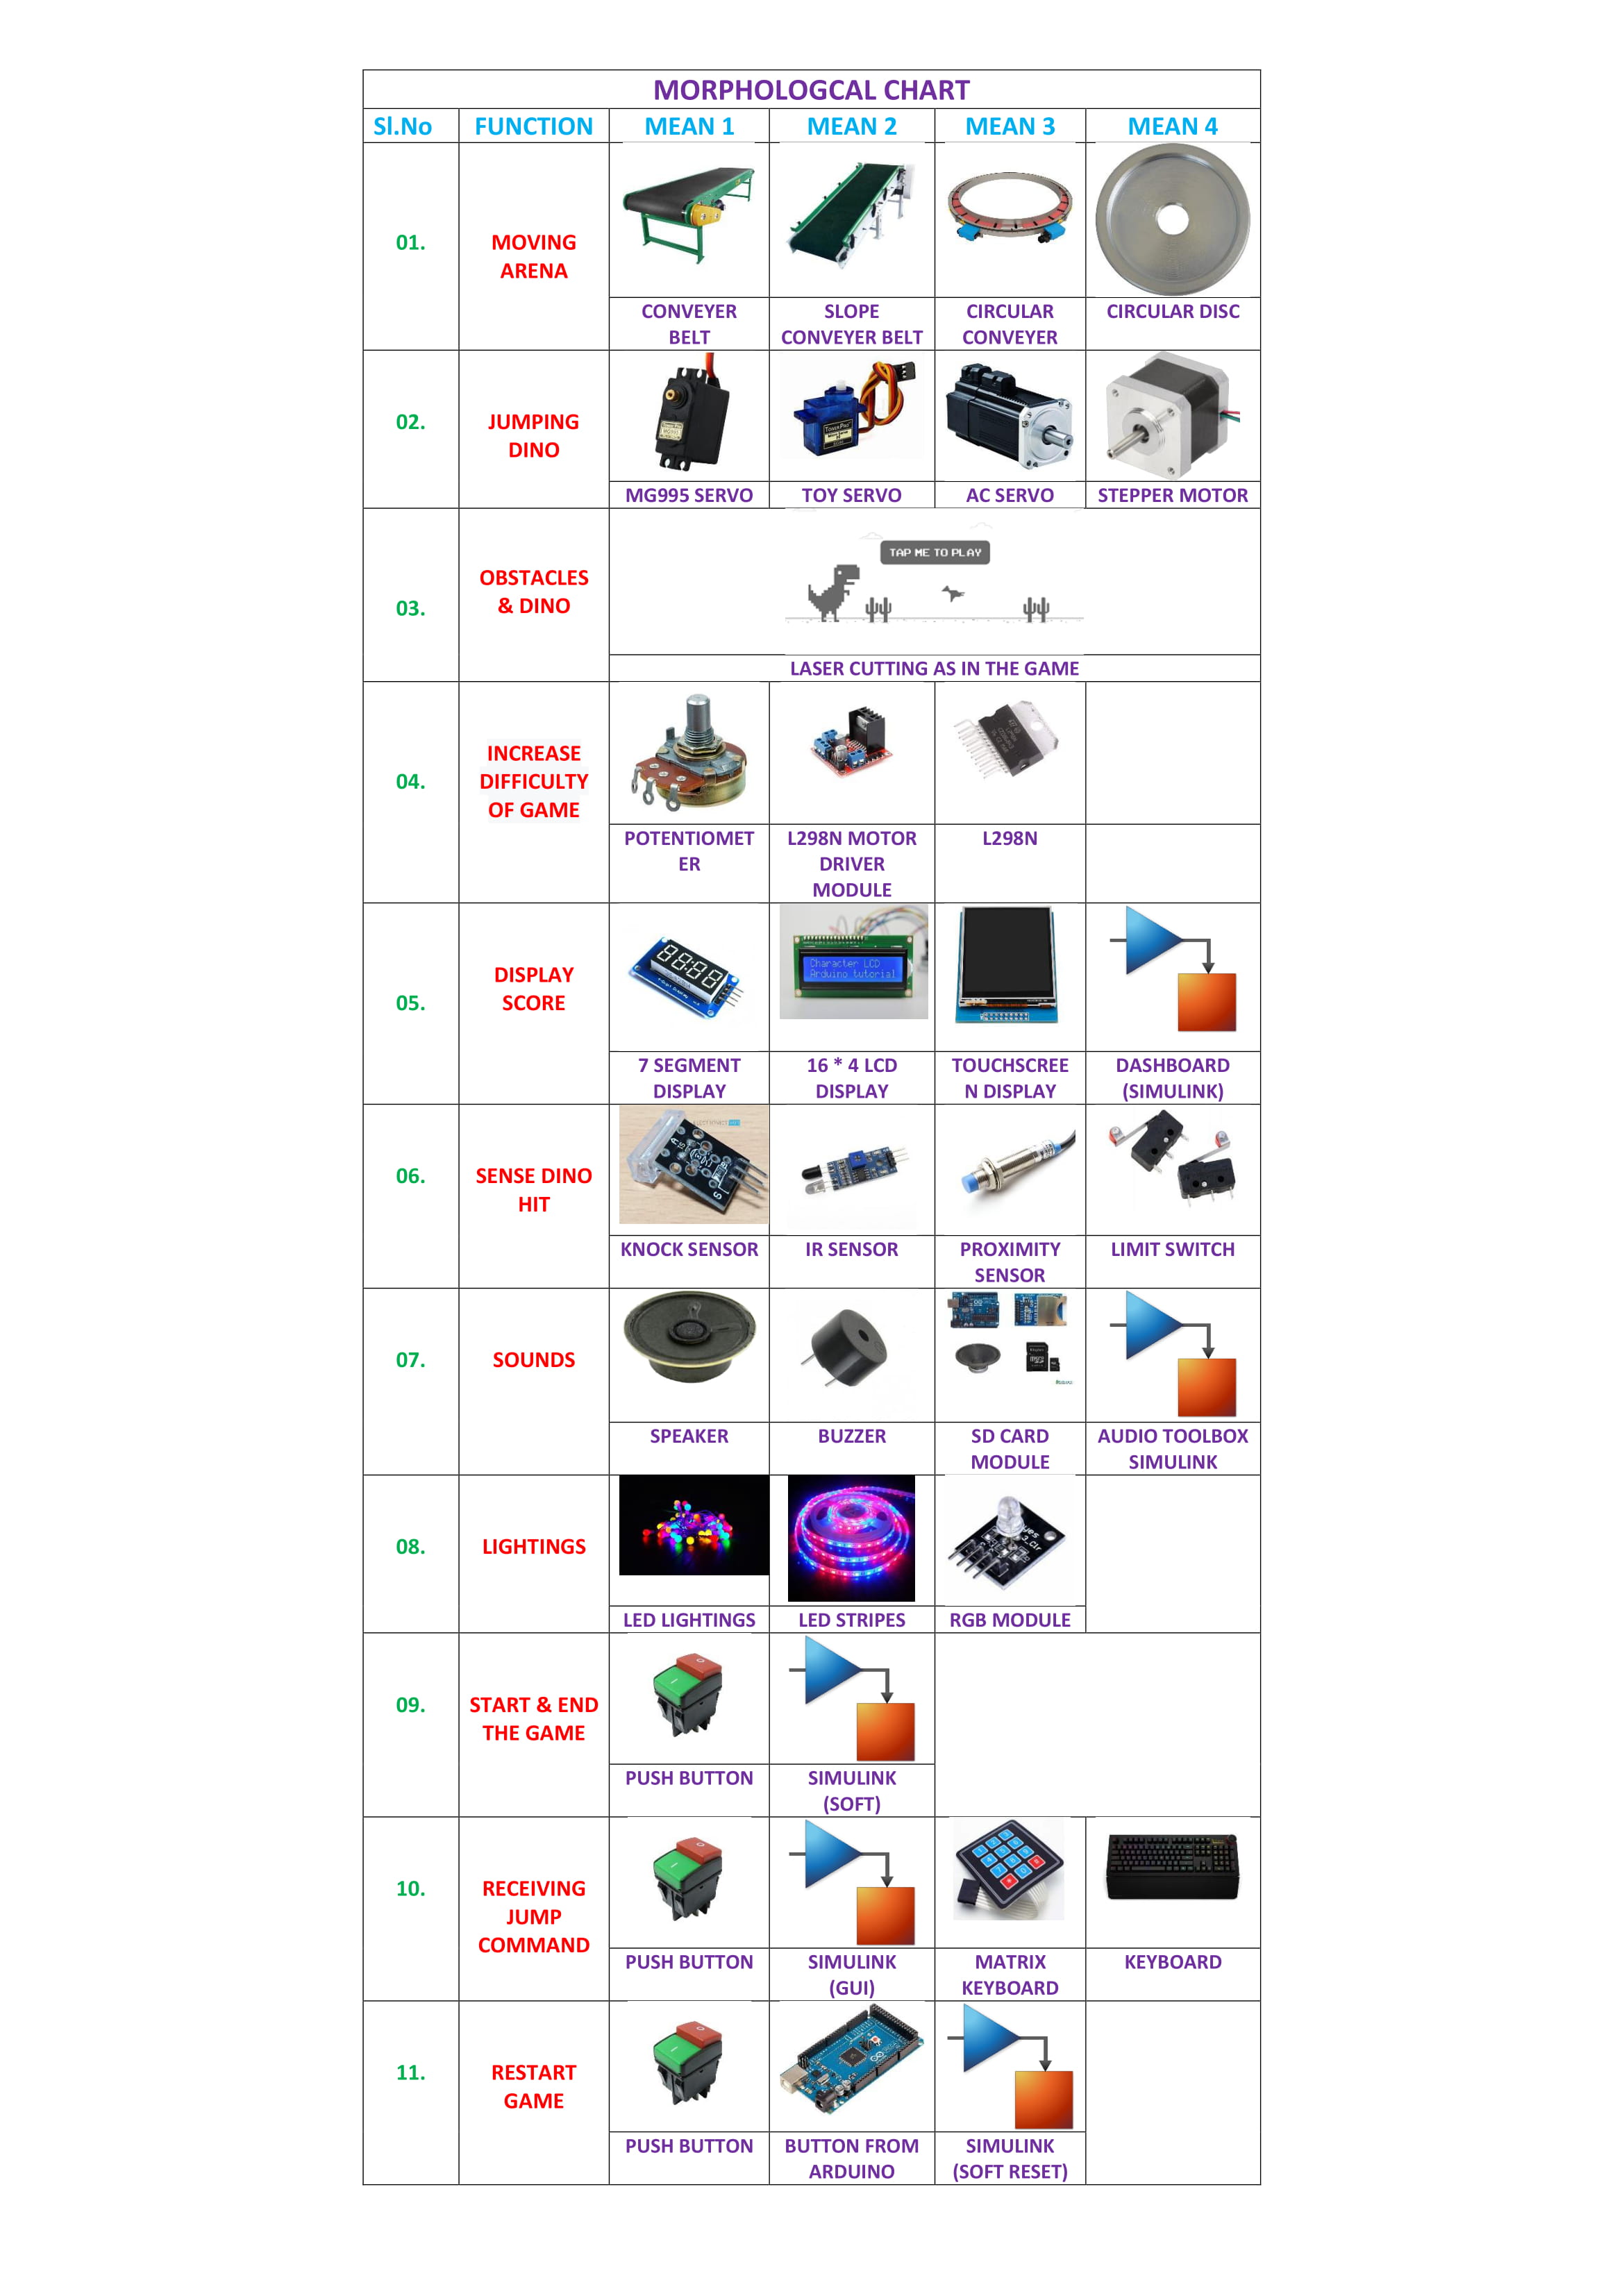 MORPHOLOGCAL CHART
Sl.No FUNCTION MEAN 1 MEAN 2 MEAN 3 MEAN 4
01. MOVING ARENA
CONVEYER BELT
SLOPE CONVEYER BELT
CIRCULAR CONVEYER
CIRCULAR DISC
02. JUMPING DINO
MG995 SERVO
TOY SERVO
AC SERVO
STEPPER MOTOR
03. OBSTACLES & DINO
TAP ME TO PLAY
LASER CUTTING AS IN THE GAME
04. INCREASE DIFFICULTY OF GAME
POTENTIOMETER
L298N MOTOR DRIVER MODULE
L298N
05. DISPLAY SCORE
Character LCD
Arduino tutorial
7 SEGMENT DISPLAY
16 * 4 LCD DISPLAY
TOUCHSCREEN DISPLAY
DASHBOARD (SIMULINK)
06. SENSE DINO HIT
KNOCK SENSOR
IR SENSOR
PROXIMITY SENSOR
LIMIT SWITCH
07. SOUNDS
SPEAKER
BUZZER
SD CARD MODULE
AUDIO TOOLBOX SIMULINK
08. LIGHTINGS
LED LIGHTINGS
LED STRIPES
RGB MODULE
09. START & END THE GAME
PUSH BUTTON
SIMULINK (SOFT)
10. RECEIVING JUMP COMMAND
PUSH BUTTON
SIMULINK (GUI)
MATRIX KEYBOARD
KEYBOARD
11. RESTART GAME
PUSH BUTTON
BUTTON FROM ARDUINO
SIMULINK (SOFT RESET)